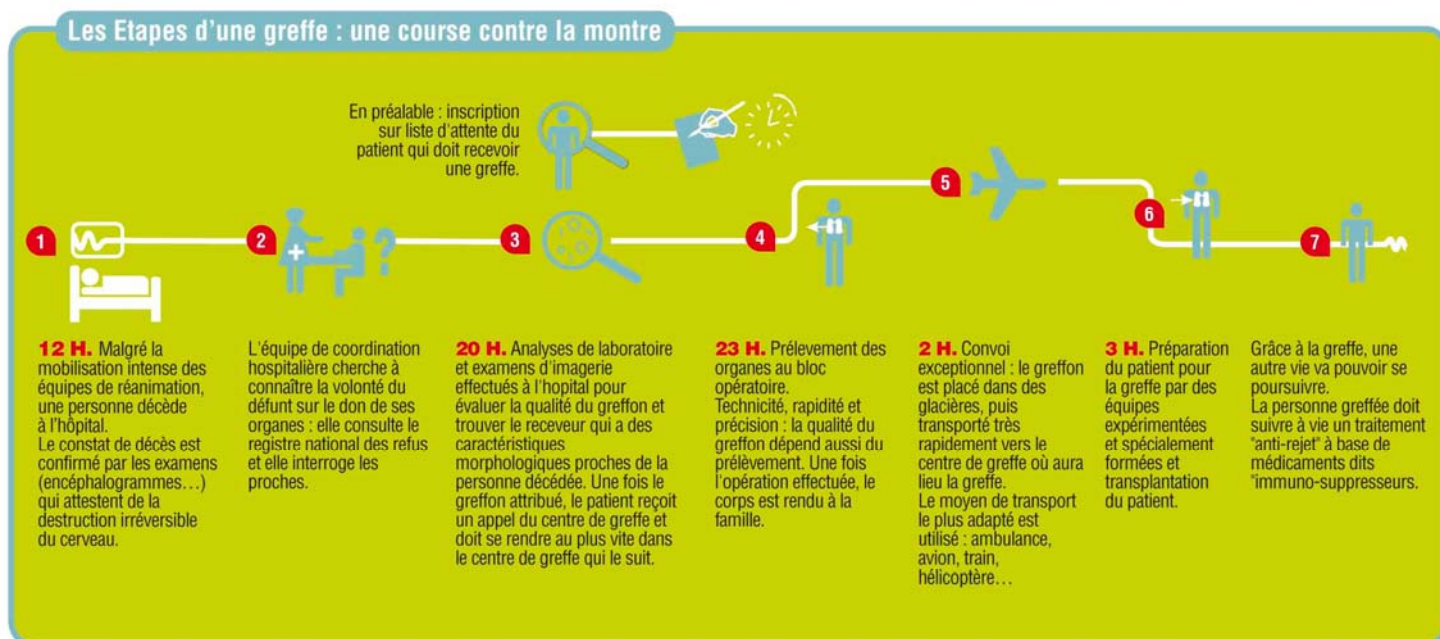 Les Etapes d'une greffe : une course contre la montre
En préalable : inscription
sur liste d'attente du
patient qui doit recevoir
une greffe.
1
2
3
4
5
6
7
12 H. Malgré la
mobilisation intense des
équipes de réanimation,
une personne décède
à l'hôpital.
Le constat de décès est
confirmé par les examens
(encéphalogrammes...)
qui attestent de la
destruction irréversible
du cerveau.
L'équipe de coordination
hospitalière cherche à
connaître la volonté du
défunt sur le don de ses
organes : elle consulte le
registre national des refus
et elle interroge les
proches.
20 H. Analyses de laboratoire
et examens d'imagerie
effectués à l'hopital pour
évaluer la qualité du greffon et
trouver le receveur qui a des
caractéristiques
morphologiques proches de la
personne décédée. Une fois le
greffon attribué, le patient reçoit
un appel du centre de greffe et
doit se rendre au plus vite dans
le centre de greffe qui le suit.
23 H. Prélevement des
organes au bloc
opératoire.
Technicité, rapidité et
précision : la qualité du
greffon dépend aussi du
prélèvement. Une fois
l'opération effectuée, le
corps est rendu à la
famille.
2 H. Convoi
exceptionnel : le greffon
est placé dans des
glacières, puis
transporté très
rapidement vers le
centre de greffe où aura
lieu la greffe.
Le moyen de transport
le plus adapté est
utilisé : ambulance,
avion, train,
hélicoptère...
3 H. Préparation
du patient pour
la greffe par des
équipes
expérimentées
et spécialement
formées et
transplantation
du patient.
Grâce à la greffe, une
autre vie va pouvoir se
poursuivre.
La personne greffée doit
suivre à vie un traitement
"anti-rejet" à base de
médicaments dits
"immuno-suppresseurs.